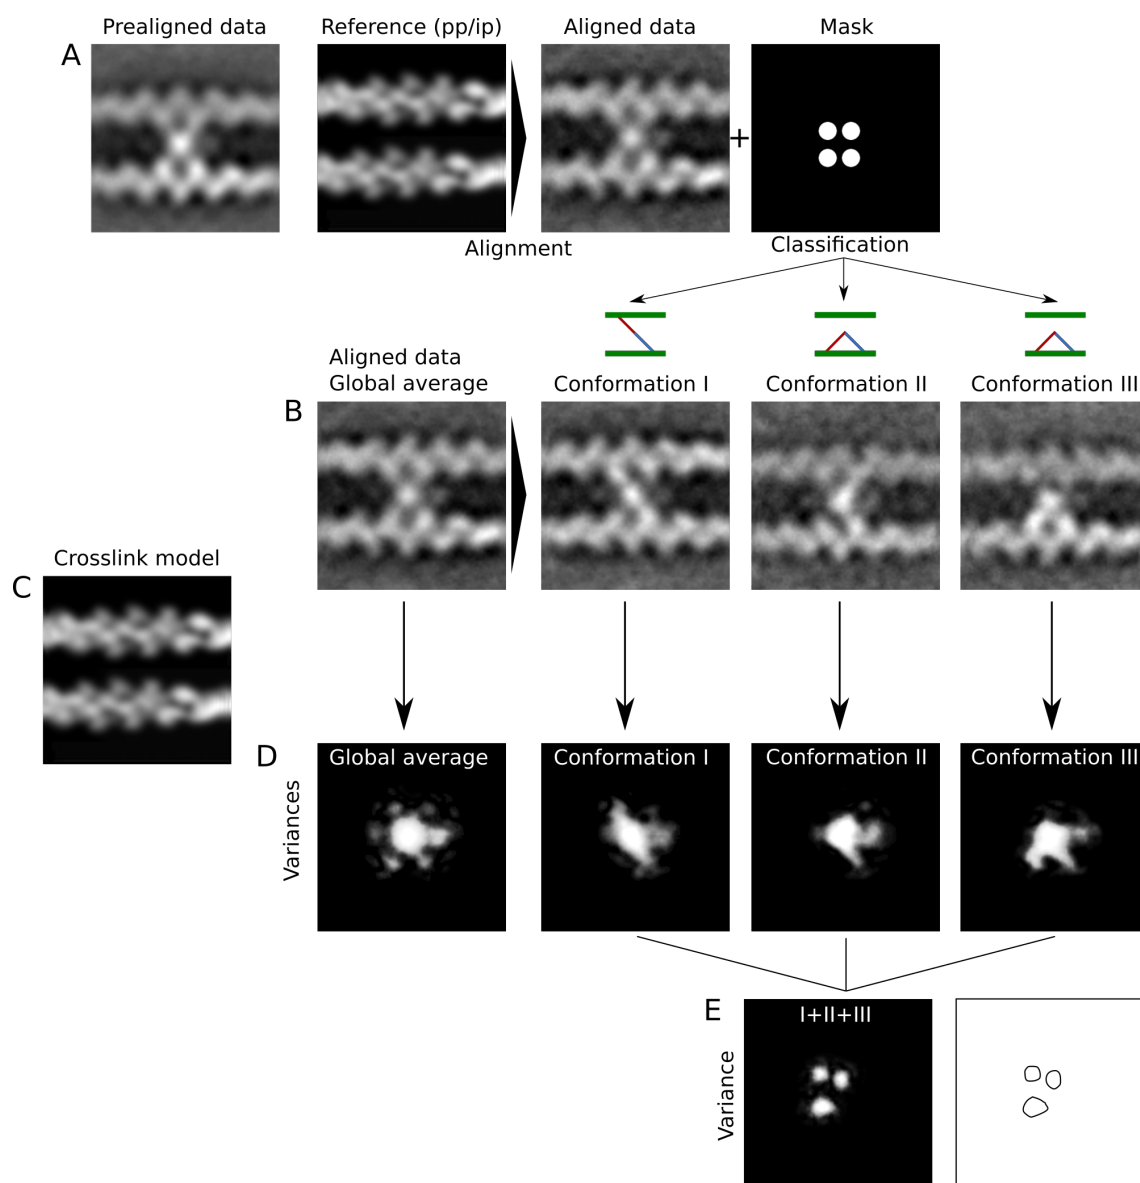 Prealigned data
Reference (pp/ip)
Aligned data
Mask
A
+
Alignment
Classification
Aligned data
Global average
Conformation I
Conformation II
Conformation III
B
Crosslink model
C
D
Global average
Conformation I
Conformation II
Conformation III
Variances
E
I+II+III
Variance